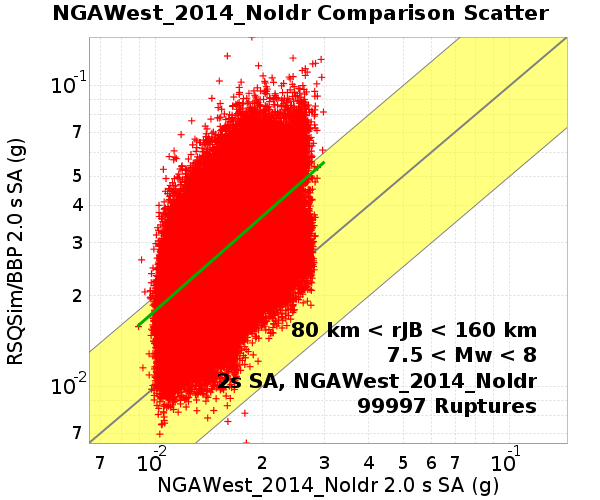 NGAWest_2014_NoIdr Comparison Scatter
RSQSim/BBP 2.0 s SA (g)
10-1
7
5
4
3
2
10-2
7
80 km < rJB < 160 km
7.5 < Mw < 8
2s SA, NGAWest_2014_NoIdr
99997 Ruptures
7 10-2 2 3 4 5 6 7 10-1
NGAWest_2014_NoIdr 2.0 s SA (g)